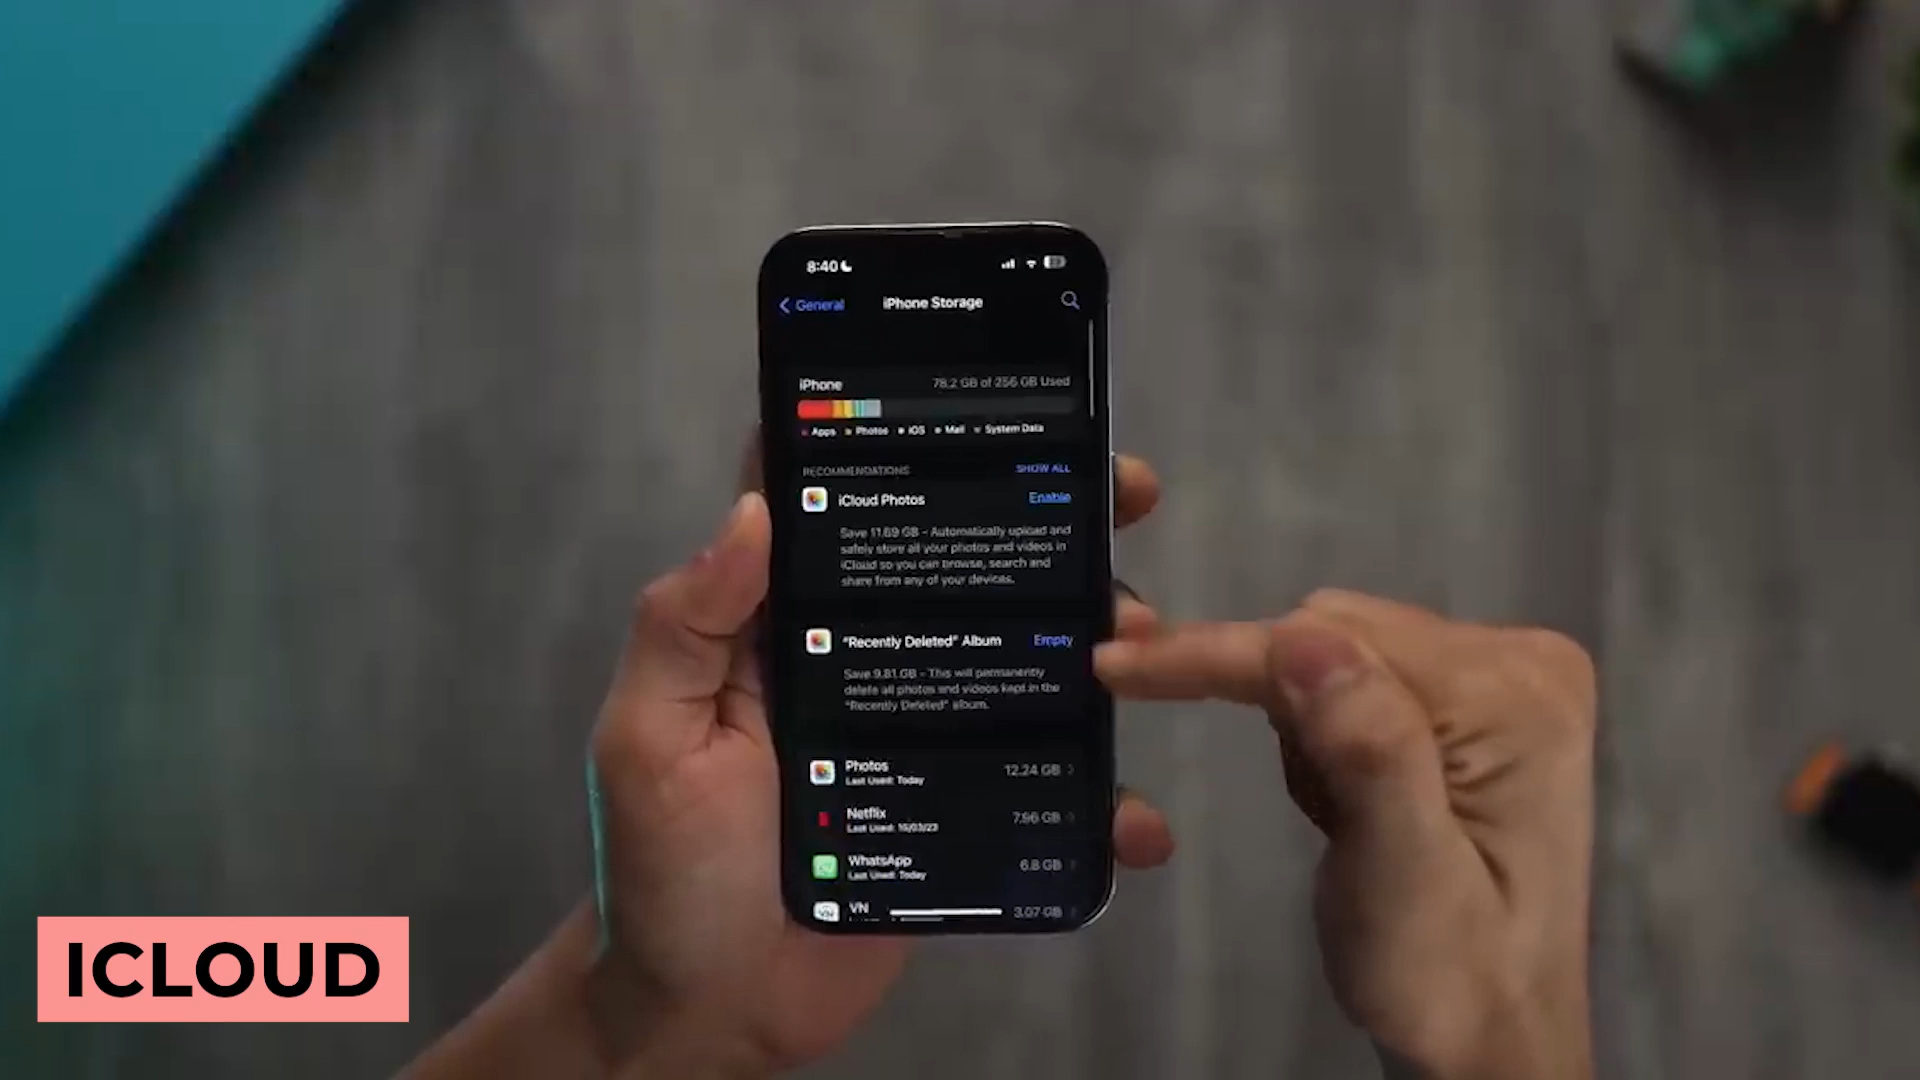 8:40
General
iPhone Storage
iPhone
78.2 GB of 256 GB Used
Apps Photos iOS Mail System Data
RECOMMENDATIONS
SHOW ALL
iCloud Photos
Enable
Save 11.69 GB - Automatically upload and
safely store all your photos and videos in
iCloud so you can browse, search and
share from any of your devices.
"Recently Deleted" Album
Empty
Save 9.81 GB - This will permanently
delete all photos and videos kept in the
"Recently Deleted" album.
Photos
Last Used: Today
12.24 GB
Netflix
Last Used: 15/03/23
7.96 GB
WhatsApp
Last Used: Today
6.8 GB
VN
3.07 GB
ICLOUD